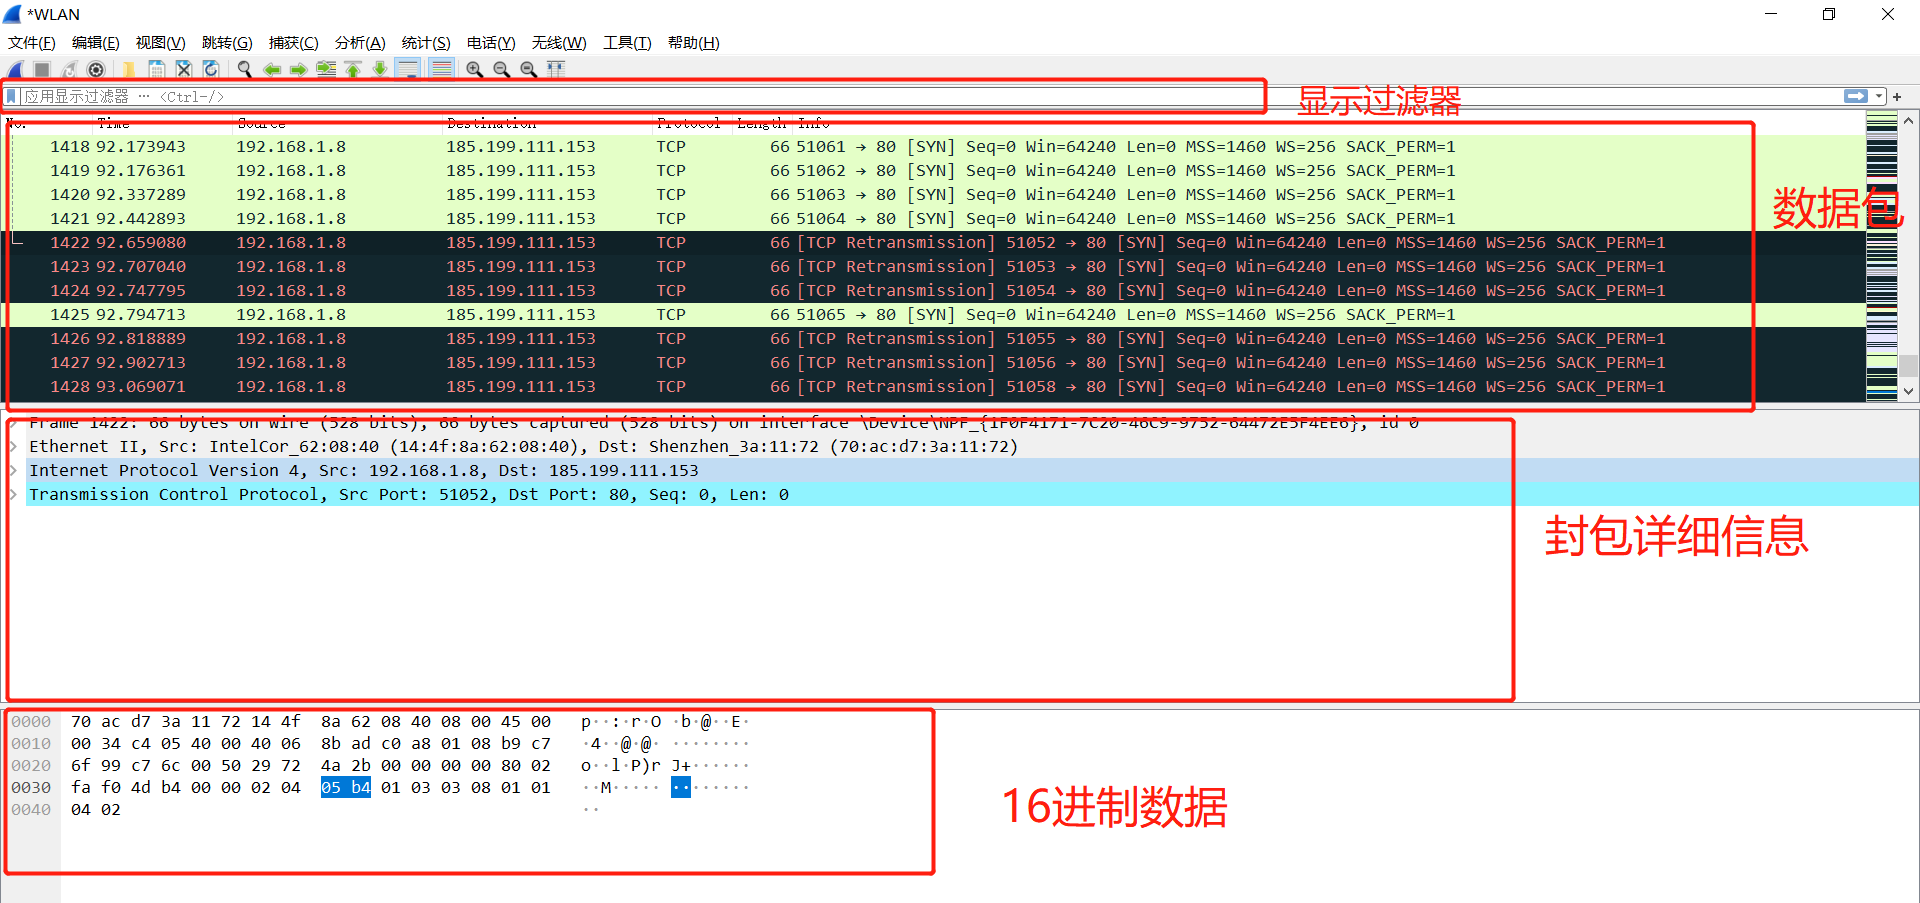 *WLAN
文件(F) 编辑(E) 视图(V) 跳转(G) 捕获(C) 分析(A) 统计(S) 电话(Y) 无线(W) 工具(T) 帮助(H)
应用显示过滤器 … <Ctrl-/>
显示过滤器
No. Time Source Destination Protocol Length Info
1418 92.173943 192.168.1.8 185.199.111.153 TCP 66 51061 → 80 [SYN] Seq=0 Win=64240 Len=0 MSS=1460 WS=256 SACK_PERM=1
1419 92.176361 192.168.1.8 185.199.111.153 TCP 66 51062 → 80 [SYN] Seq=0 Win=64240 Len=0 MSS=1460 WS=256 SACK_PERM=1
1420 92.337289 192.168.1.8 185.199.111.153 TCP 66 51063 → 80 [SYN] Seq=0 Win=64240 Len=0 MSS=1460 WS=256 SACK_PERM=1
1421 92.442893 192.168.1.8 185.199.111.153 TCP 66 51064 → 80 [SYN] Seq=0 Win=64240 Len=0 MSS=1460 WS=256 SACK_PERM=1
1422 92.659080 192.168.1.8 185.199.111.153 TCP 66 [TCP Retransmission] 51052 → 80 [SYN] Seq=0 Win=64240 Len=0 MSS=1460 WS=256 SACK_PERM=1
1423 92.707040 192.168.1.8 185.199.111.153 TCP 66 [TCP Retransmission] 51053 → 80 [SYN] Seq=0 Win=64240 Len=0 MSS=1460 WS=256 SACK_PERM=1
1424 92.747795 192.168.1.8 185.199.111.153 TCP 66 [TCP Retransmission] 51054 → 80 [SYN] Seq=0 Win=64240 Len=0 MSS=1460 WS=256 SACK_PERM=1
1425 92.794713 192.168.1.8 185.199.111.153 TCP 66 51065 → 80 [SYN] Seq=0 Win=64240 Len=0 MSS=1460 WS=256 SACK_PERM=1
1426 92.818889 192.168.1.8 185.199.111.153 TCP 66 [TCP Retransmission] 51055 → 80 [SYN] Seq=0 Win=64240 Len=0 MSS=1460 WS=256 SACK_PERM=1
1427 92.902713 192.168.1.8 185.199.111.153 TCP 66 [TCP Retransmission] 51056 → 80 [SYN] Seq=0 Win=64240 Len=0 MSS=1460 WS=256 SACK_PERM=1
1428 93.069071 192.168.1.8 185.199.111.153 TCP 66 [TCP Retransmission] 51058 → 80 [SYN] Seq=0 Win=64240 Len=0 MSS=1460 WS=256 SACK_PERM=1
数据包
Frame 1422: 66 bytes on wire (528 bits), 66 bytes captured (528 bits) on interface \Device\NPF_{1F0F4171-7C20-46C9-9752-64472E5F4EE6}, id 0
Ethernet II, Src: IntelCor_62:08:40 (14:4f:8a:62:08:40), Dst: Shenzhen_3a:11:72 (70:ac:d7:3a:11:72)
Internet Protocol Version 4, Src: 192.168.1.8, Dst: 185.199.111.153
Transmission Control Protocol, Src Port: 51052, Dst Port: 80, Seq: 0, Len: 0
封包详细信息
0000 70 ac d7 3a 11 72 14 4f 8a 62 08 40 08 00 45 00 p··:·r·O ·b·@··E·
0010 00 34 c4 05 40 00 40 06 8b ad c0 a8 01 08 b9 c7 ·4··@·@· ········
0020 6f 99 c7 6c 00 50 29 72 4a 2b 00 00 00 00 80 02 o··l·P)r J+······
0030 fa f0 4d b4 00 00 02 04 05 b4 01 03 03 08 01 01 ··M····· ········
0040 04 02 ··
16进制数据